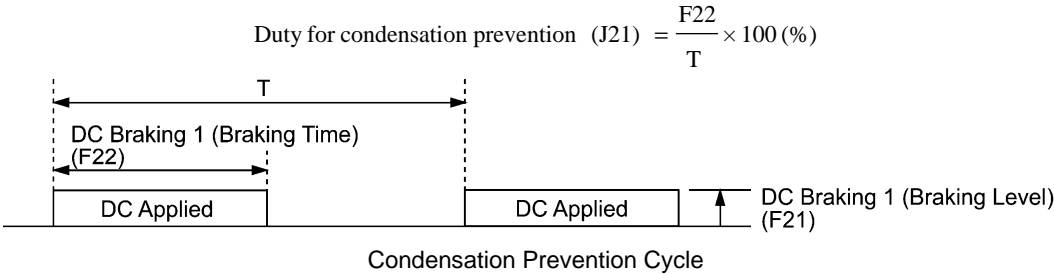 Duty for condensation prevention (J21) = F22/T × 100 (%)
T
DC Braking 1 (Braking Time)
(F22)
DC Applied
DC Applied
DC Braking 1 (Braking Level)
(F21)
Condensation Prevention Cycle